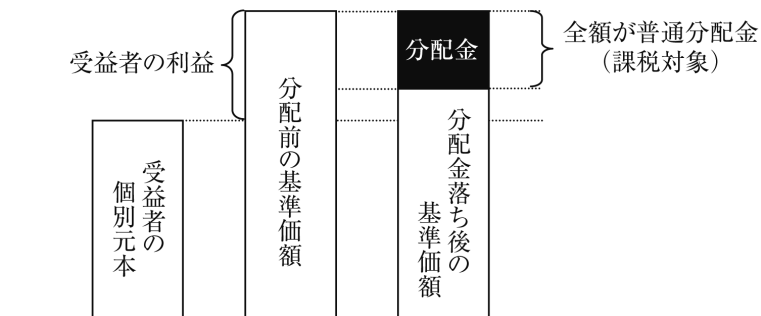 受益者の利益
受益者の
個別元本
分配前の基準価額
分配金
分配金落ち後の
基準価額
全額が普通分配金
（課税対象）